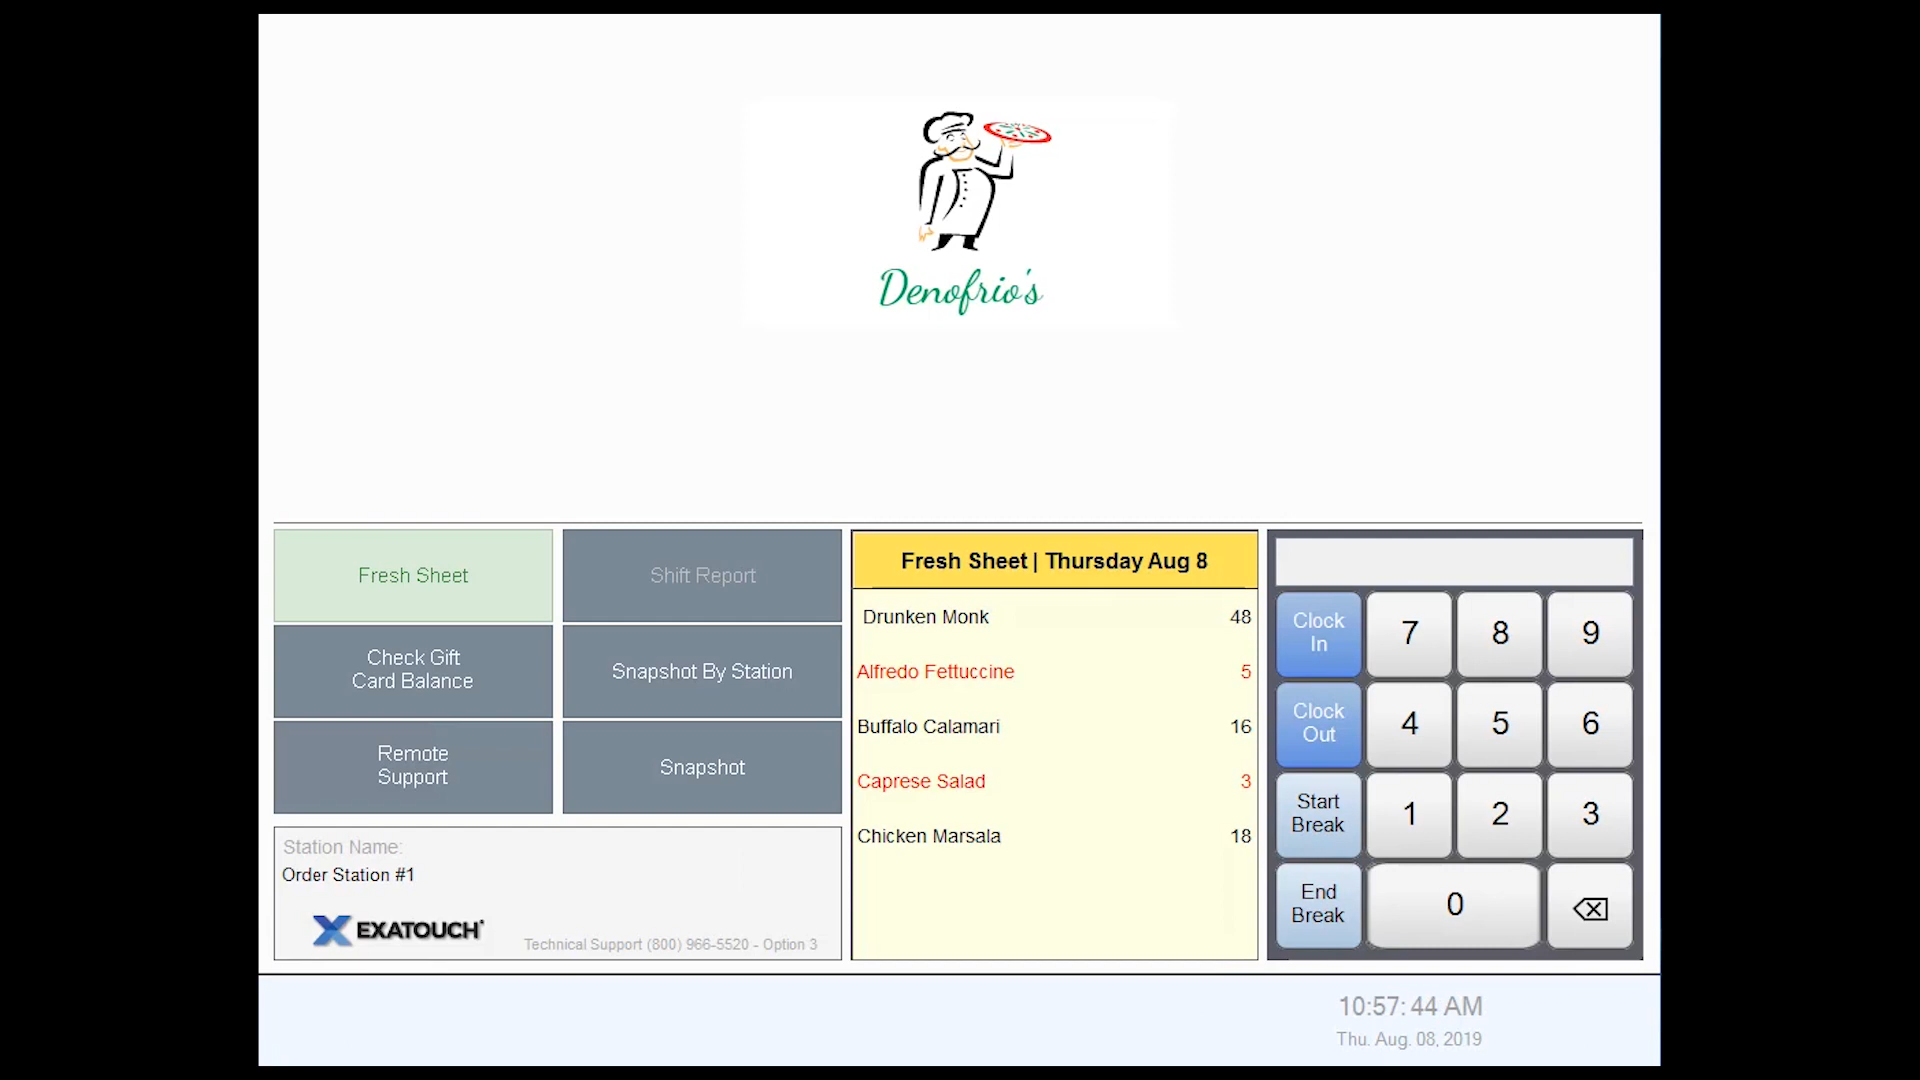 Denofrio's
Fresh Sheet
Shift Report
Check Gift
Card Balance
Snapshot By Station
Remote
Support
Snapshot
Station Name:
Order Station #1
EXATOUCH
Technical Support (800) 966-5520 - Option 3
Fresh Sheet | Thursday Aug 8
Drunken Monk 48
Alfredo Fettuccine 5
Buffalo Calamari 16
Caprese Salad 3
Chicken Marsala 18
Clock
In
7 8 9
Clock
Out
4 5 6
Start
Break
1 2 3
End
Break
0
10:57:44 AM
Thu. Aug. 08, 2019